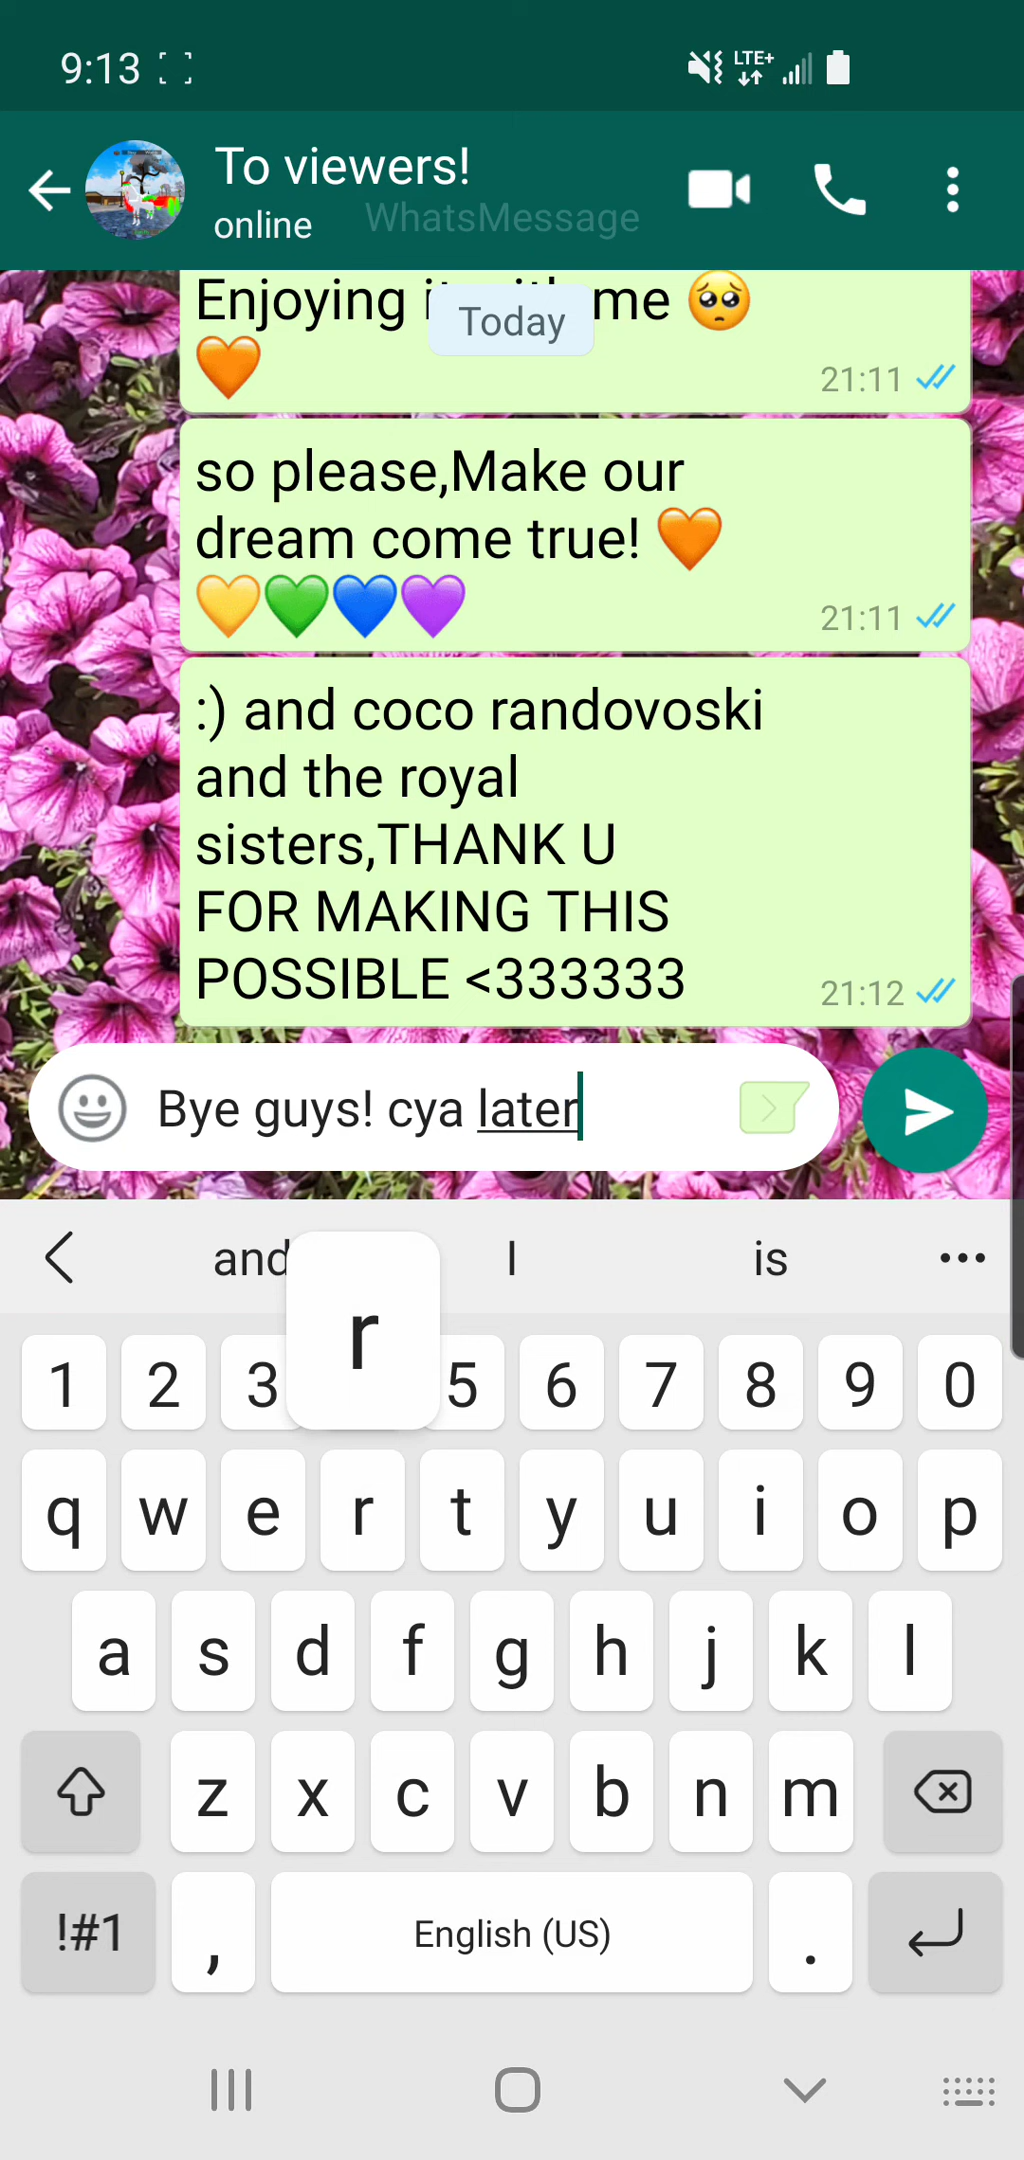 9:13
LTE+
To viewers!
online WhatsMessage
Enjoying me 🥺
Today
🧡
21:11
so please,Make our
dream come true! 🧡
💛💚💙💜
21:11
:) and coco randovoski
and the royal
sisters,THANK U
FOR MAKING THIS
POSSIBLE <333333
21:12
Bye guys! cya later
and I is
r
1 2 3 5 6 7 8 9 0
q w e r t y u i o p
a s d f g h j k l
z x c v b n m
!#1 , English (US) .